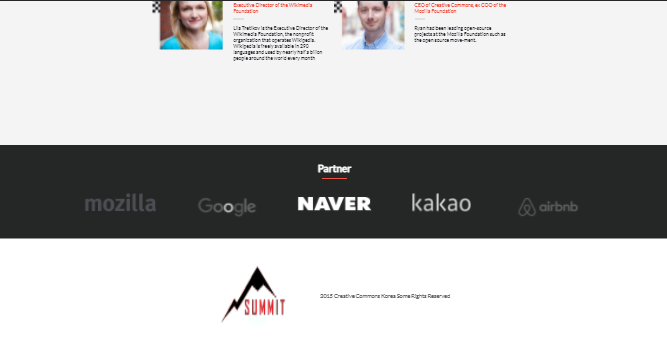 Executive Director of the Wikimedia
Foundation
Lila Tretikov is the Executive Director of the
Wikimedia Foundation, the nonprofit
organization that operates Wikipedia.
Wikipedia is freely available in 290
languages and used by nearly half a billion
people around the world every month
CEO of Creative Commons, ex COO of the
Mozilla Foundation
Ryan had been leading open-source
projects at the Mozilla Foundation such as
the open source move-ment.
Partner
mozilla
Google
NAVER
kakao
airbnb
SUMMIT
2015 Creative Commons Korea Some Rights Reserved